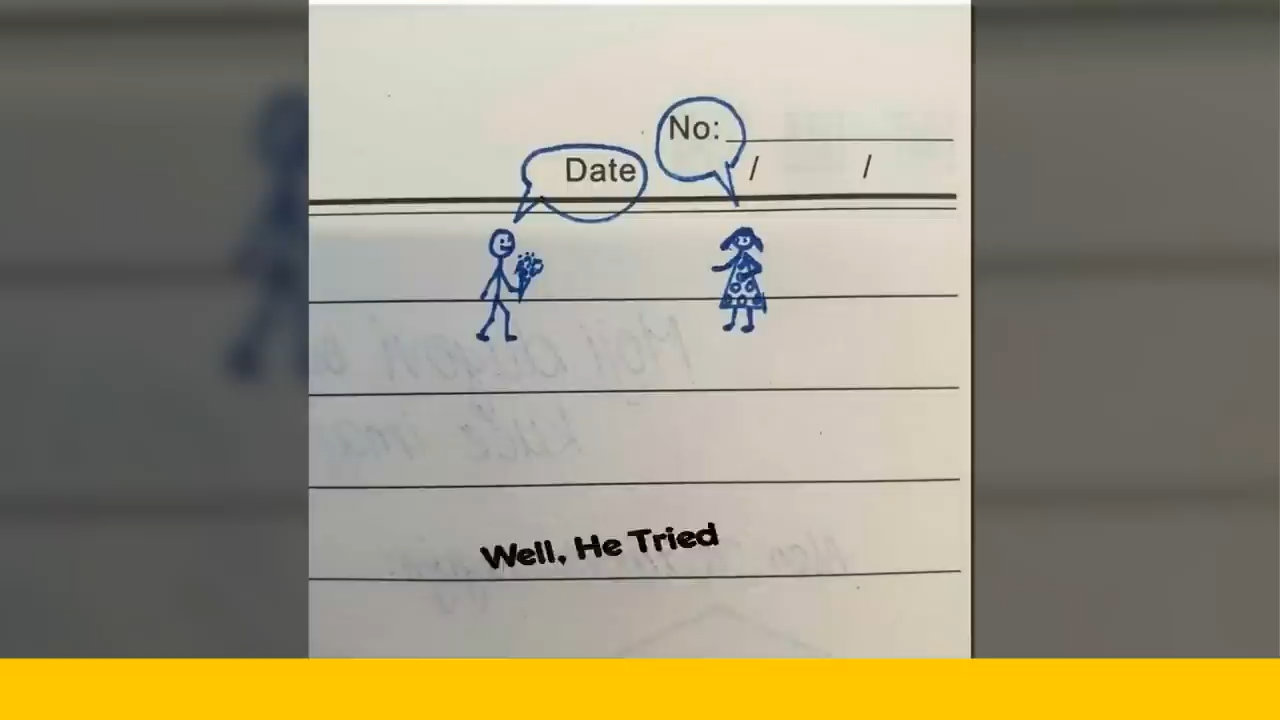 No:
Date / /
Well, He Tried